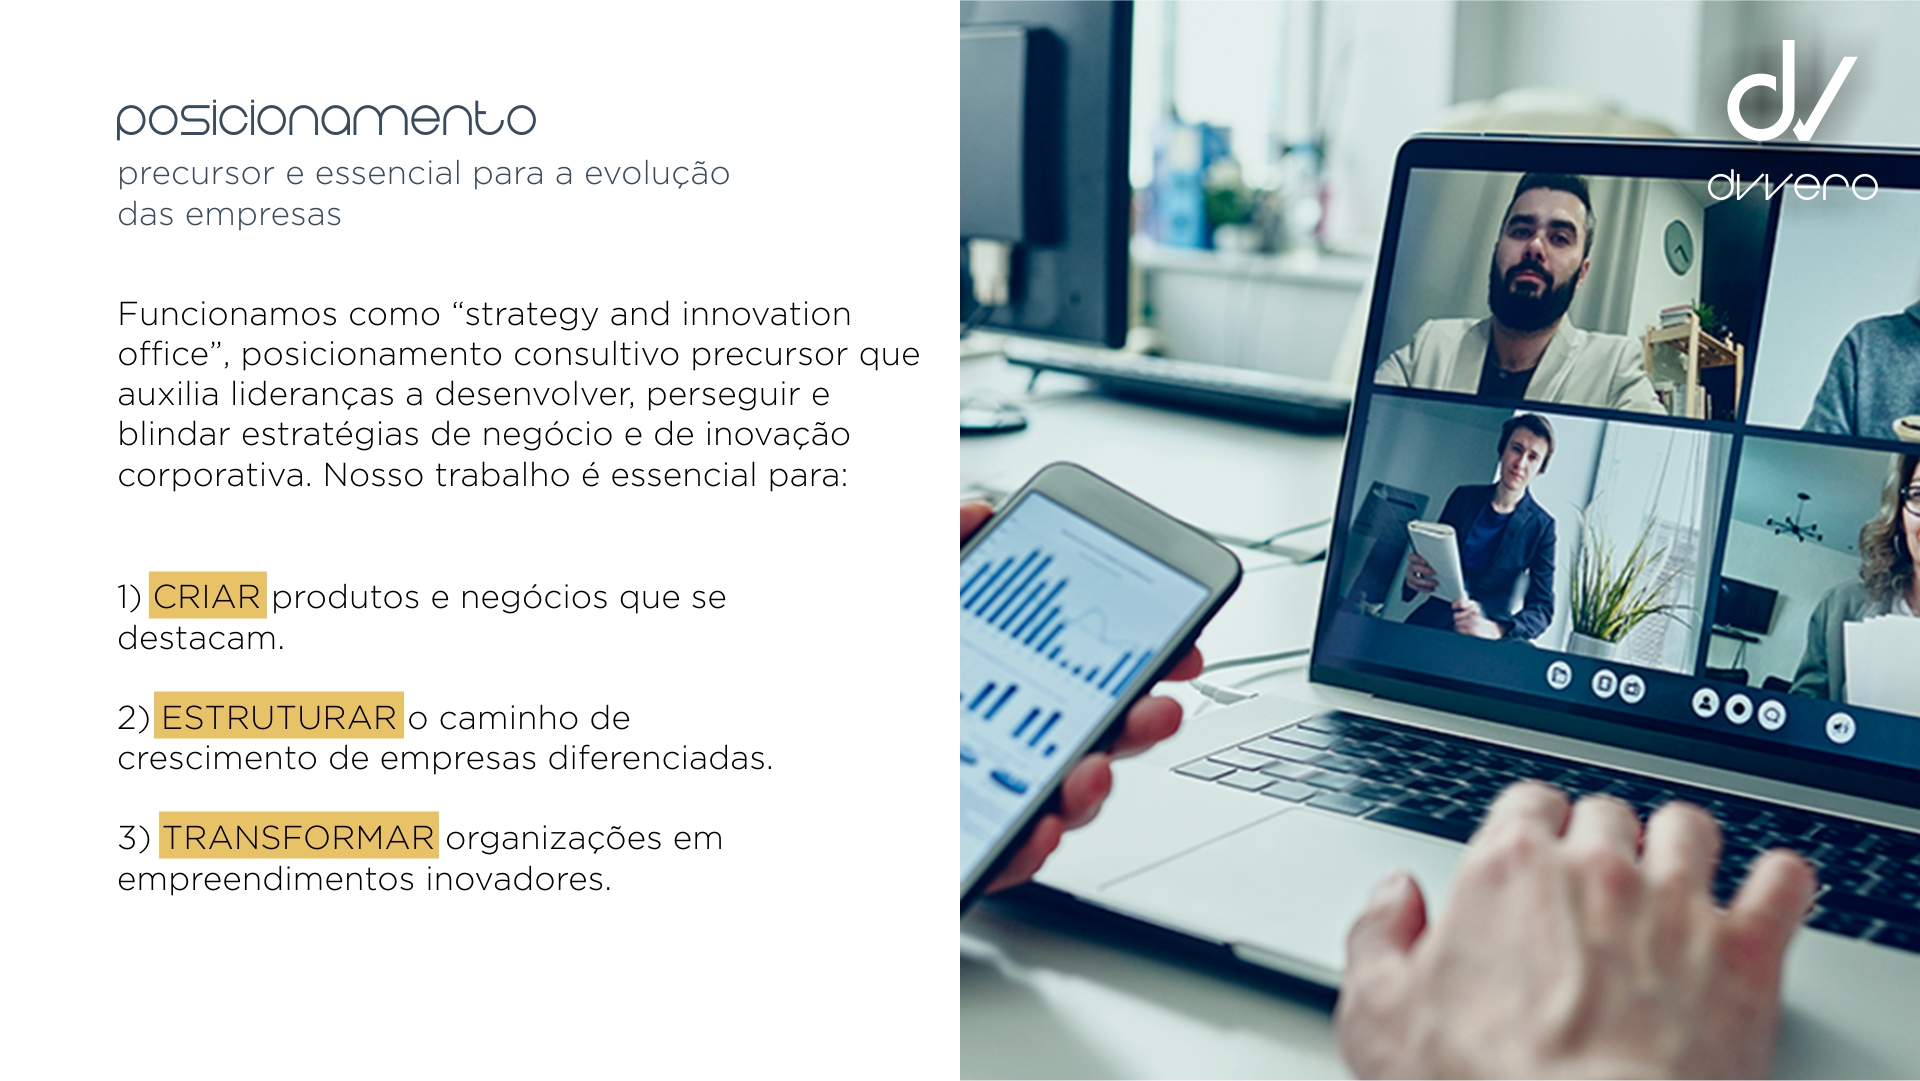 posicionamento
precursor e essencial para a evolução
das empresas
Funcionamos como “strategy and innovation
office”, posicionamento consultivo precursor que
auxilia lideranças a desenvolver, perseguir e
blindar estratégias de negócio e de inovação
corporativa. Nosso trabalho é essencial para:
1) CRIAR produtos e negócios que se
destacam.
2) ESTRUTURAR o caminho de
crescimento de empresas diferenciadas.
3) TRANSFORMAR organizações em
empreendimentos inovadores.
dv
dvvero